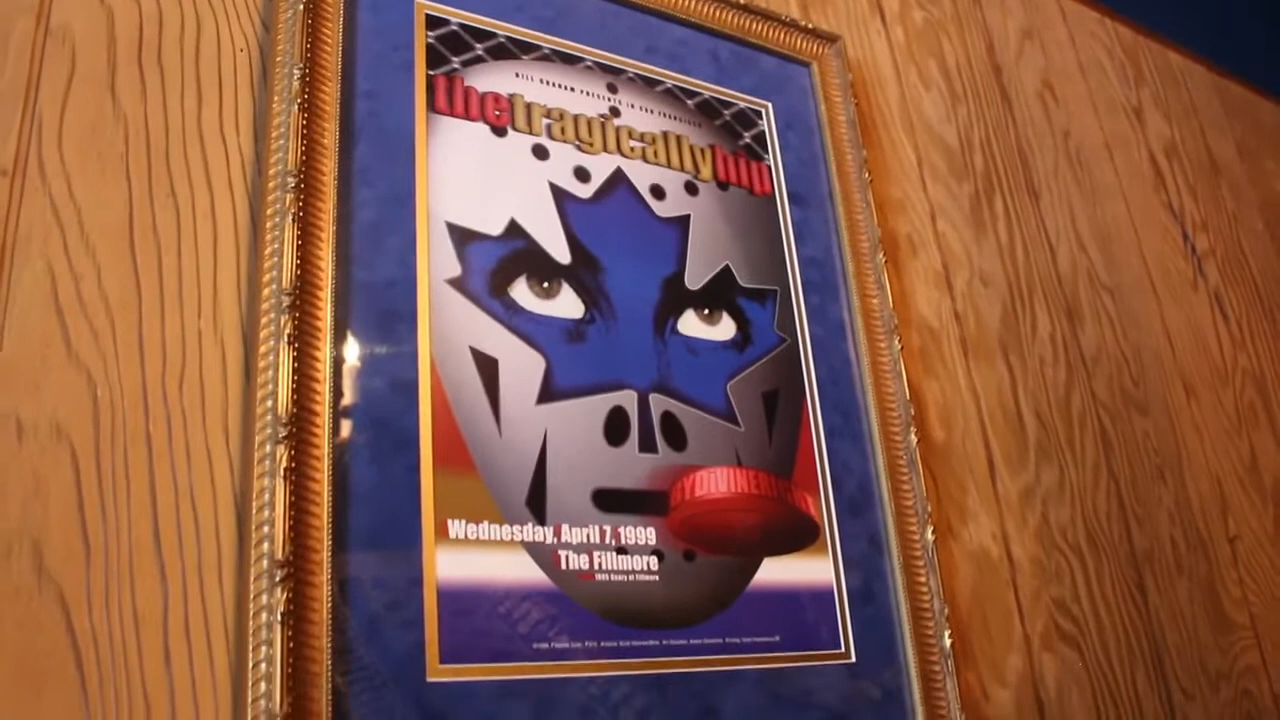 BILL GRAHAM PRESENTS IN SAN FRANCISCO
thetragicallyhip
Wednesday, April 7, 1999
The Fillmore
1805 Geary at Fillmore